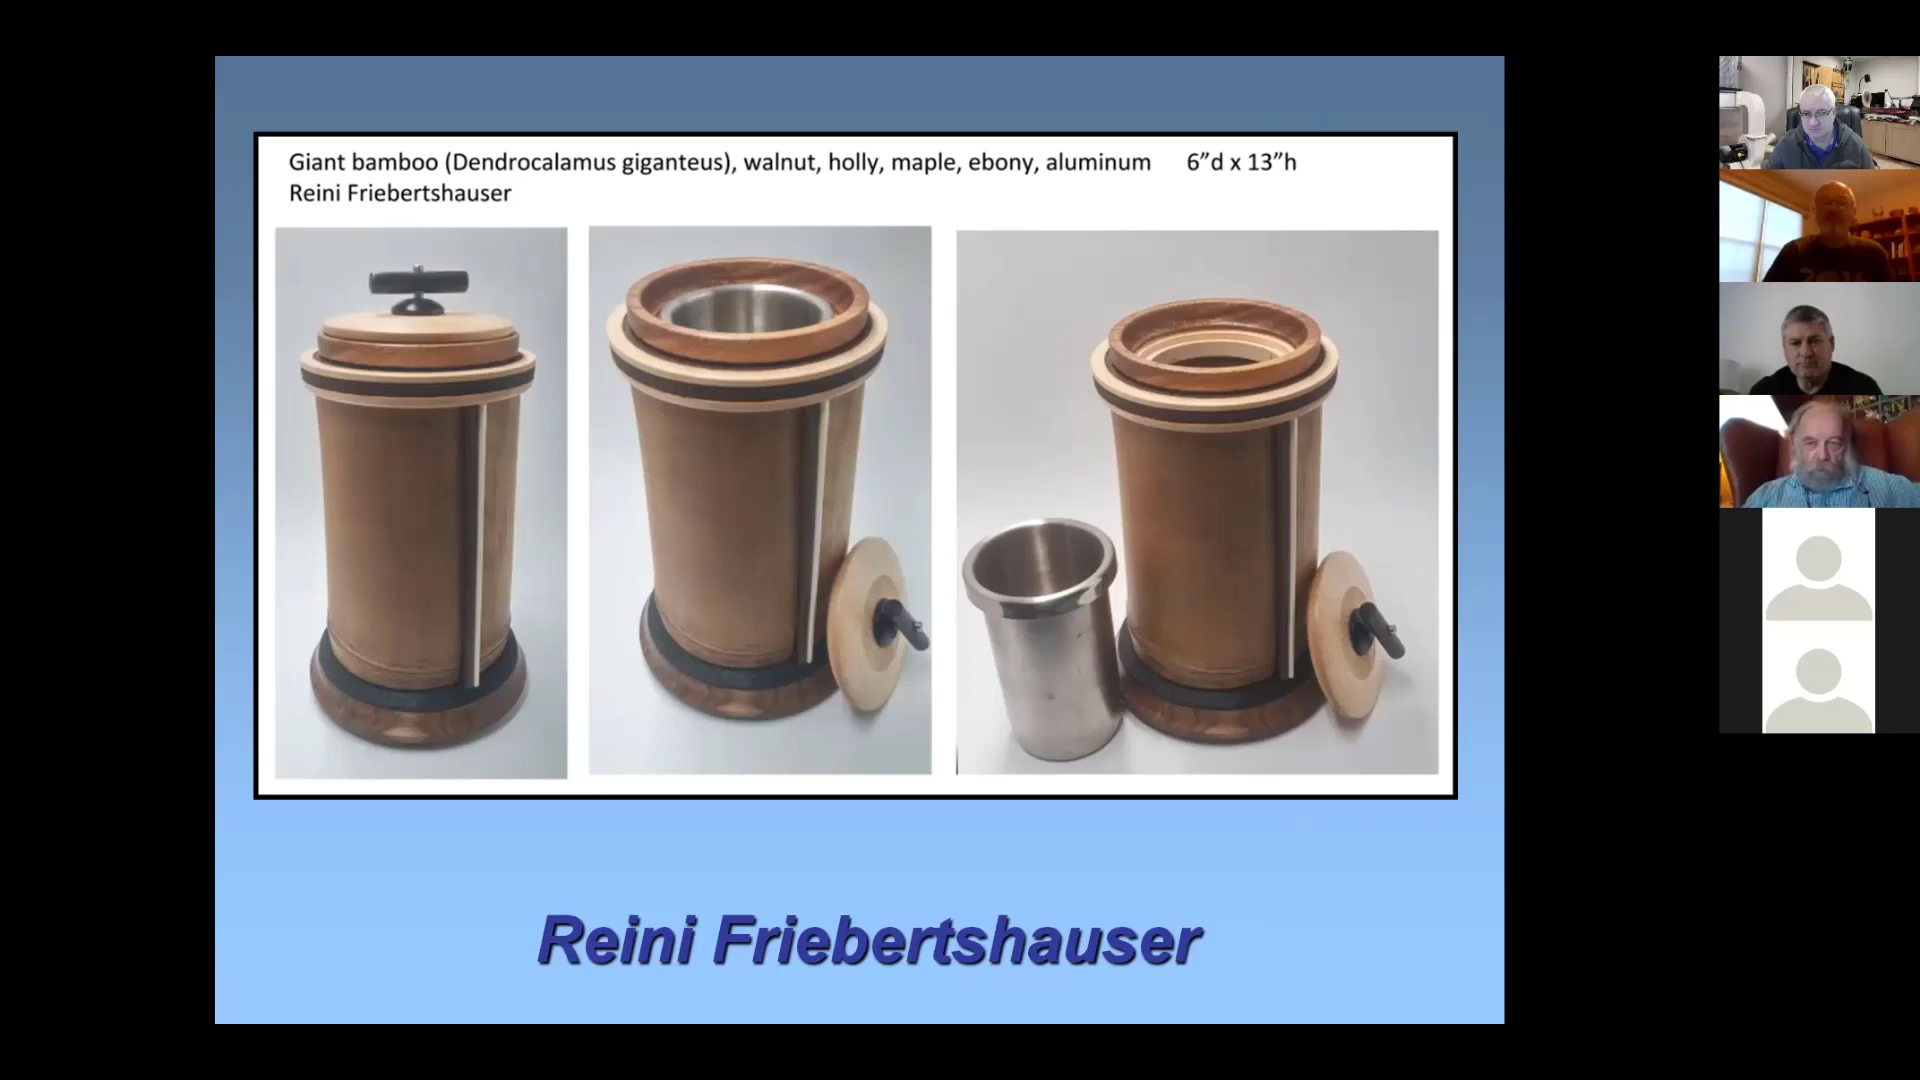 Giant bamboo (Dendrocalamus giganteus), walnut, holly, maple, ebony, aluminum 6”d x 13”h
Reini Friebertshauser
Reini Friebertshauser